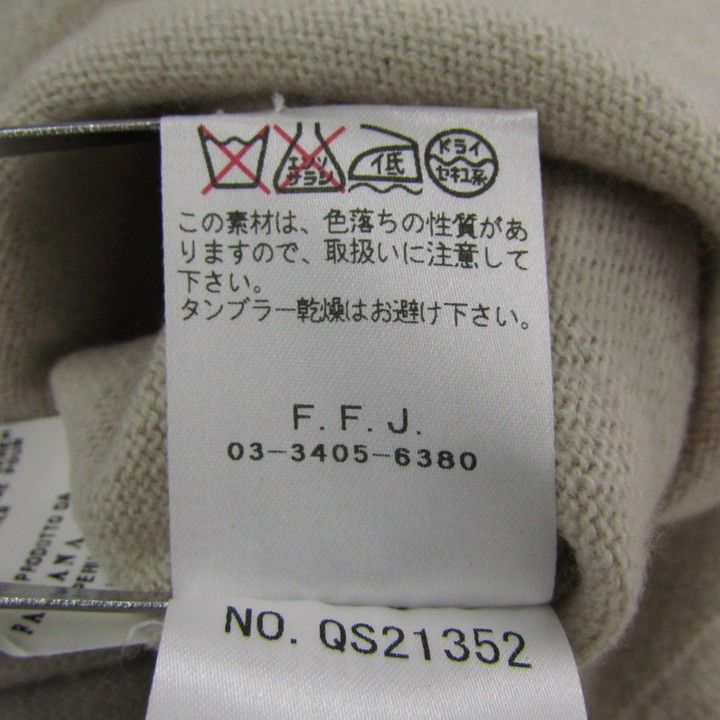 エンソ
サラシ
低
ドライ
セキユ系
この素材は、色落ちの性質があ
りますので、取扱いに注意して
下さい。
タンブラー乾燥はお避け下さい。
F. F. J.
03-3405-6380
NO. QS21352
PRODUTTO DA